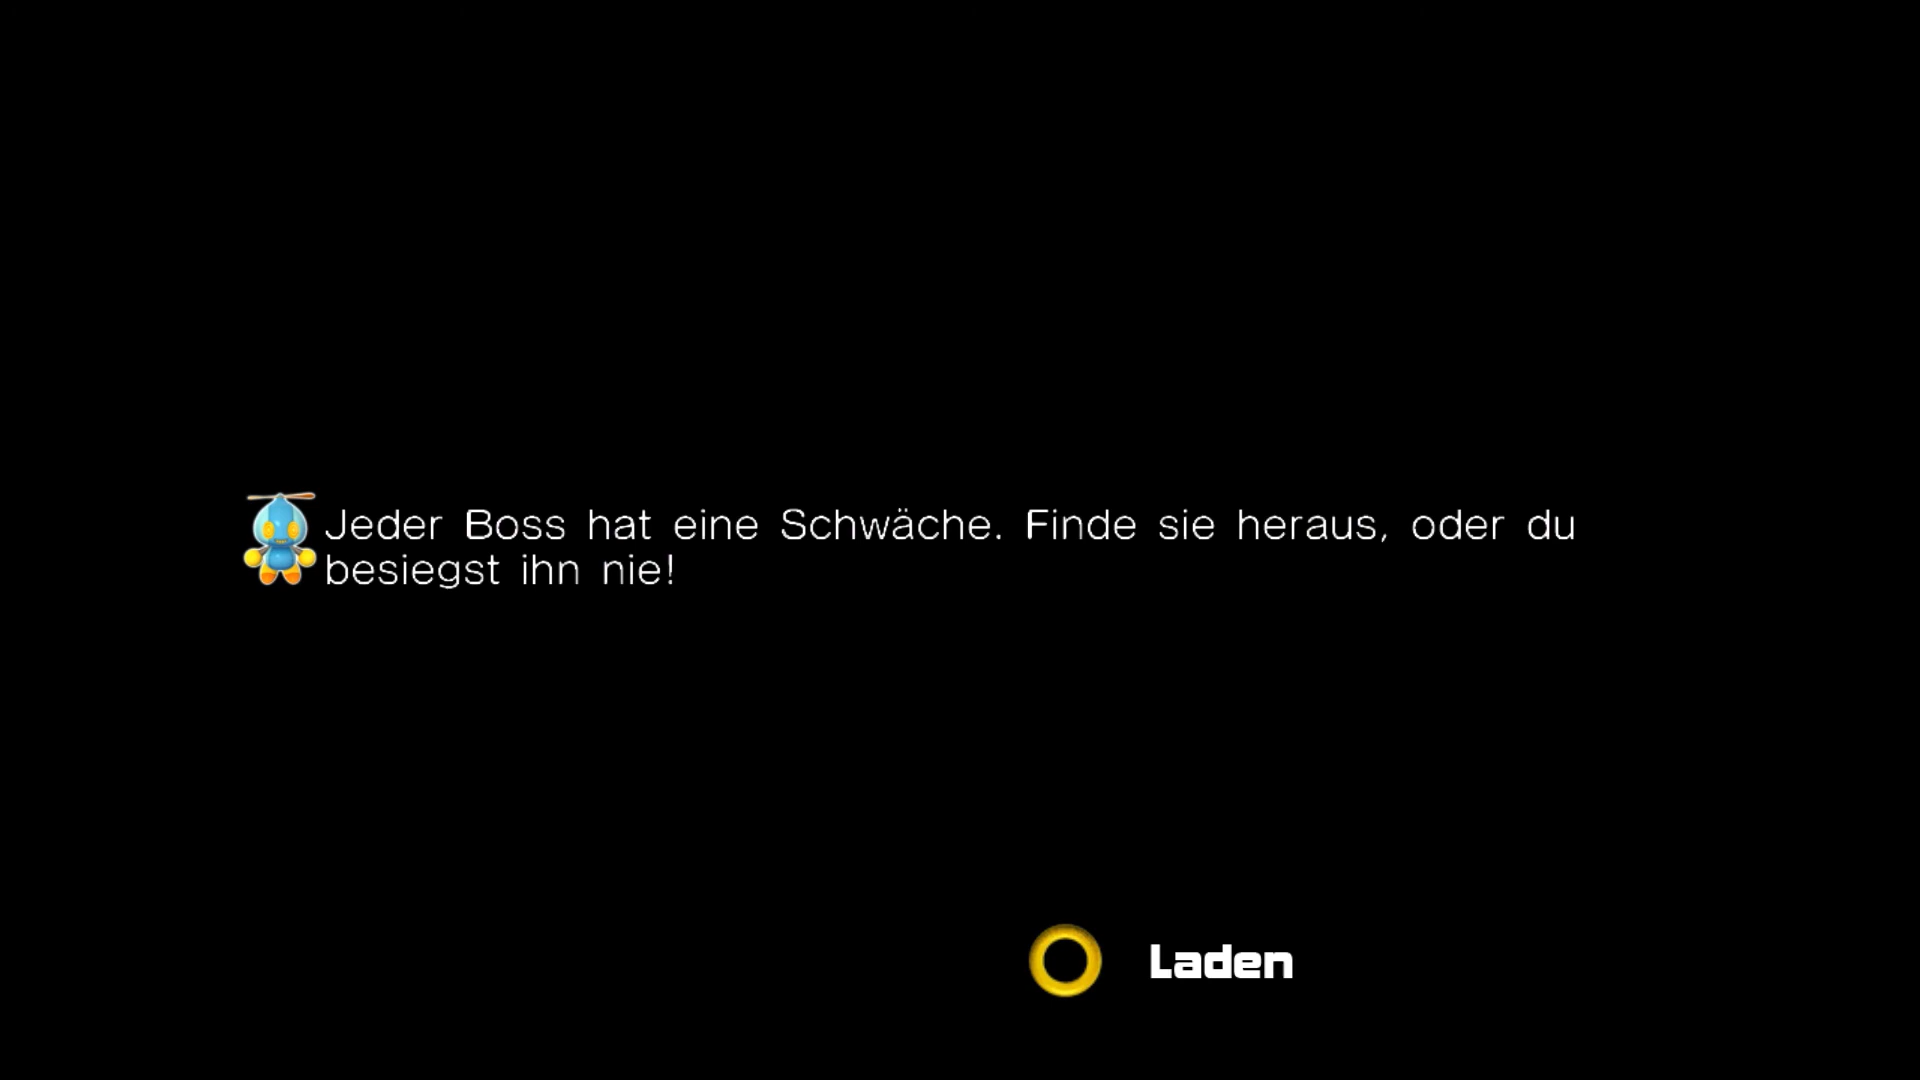 Jeder Boss hat eine Schwäche. Finde sie heraus, oder du
besiegst ihn nie!
Laden